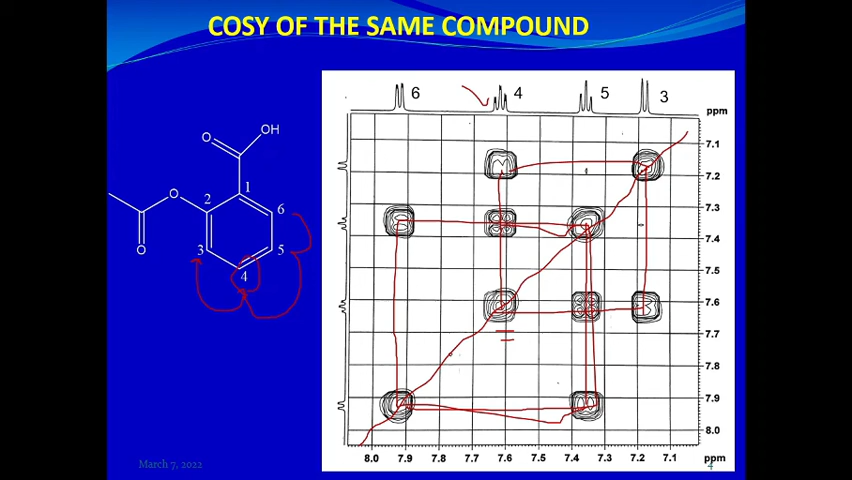 COSY OF THE SAME COMPOUND
6 4 5 3
ppm
OH
O
1
2
O
6
3
5
4
O
7.1
7.2
7.3
7.4
7.5
7.6
7.7
7.8
7.9
8.0
8.0 7.9 7.8 7.7 7.6 7.5 7.4 7.3 7.2 7.1 ppm
March 7, 2022
4